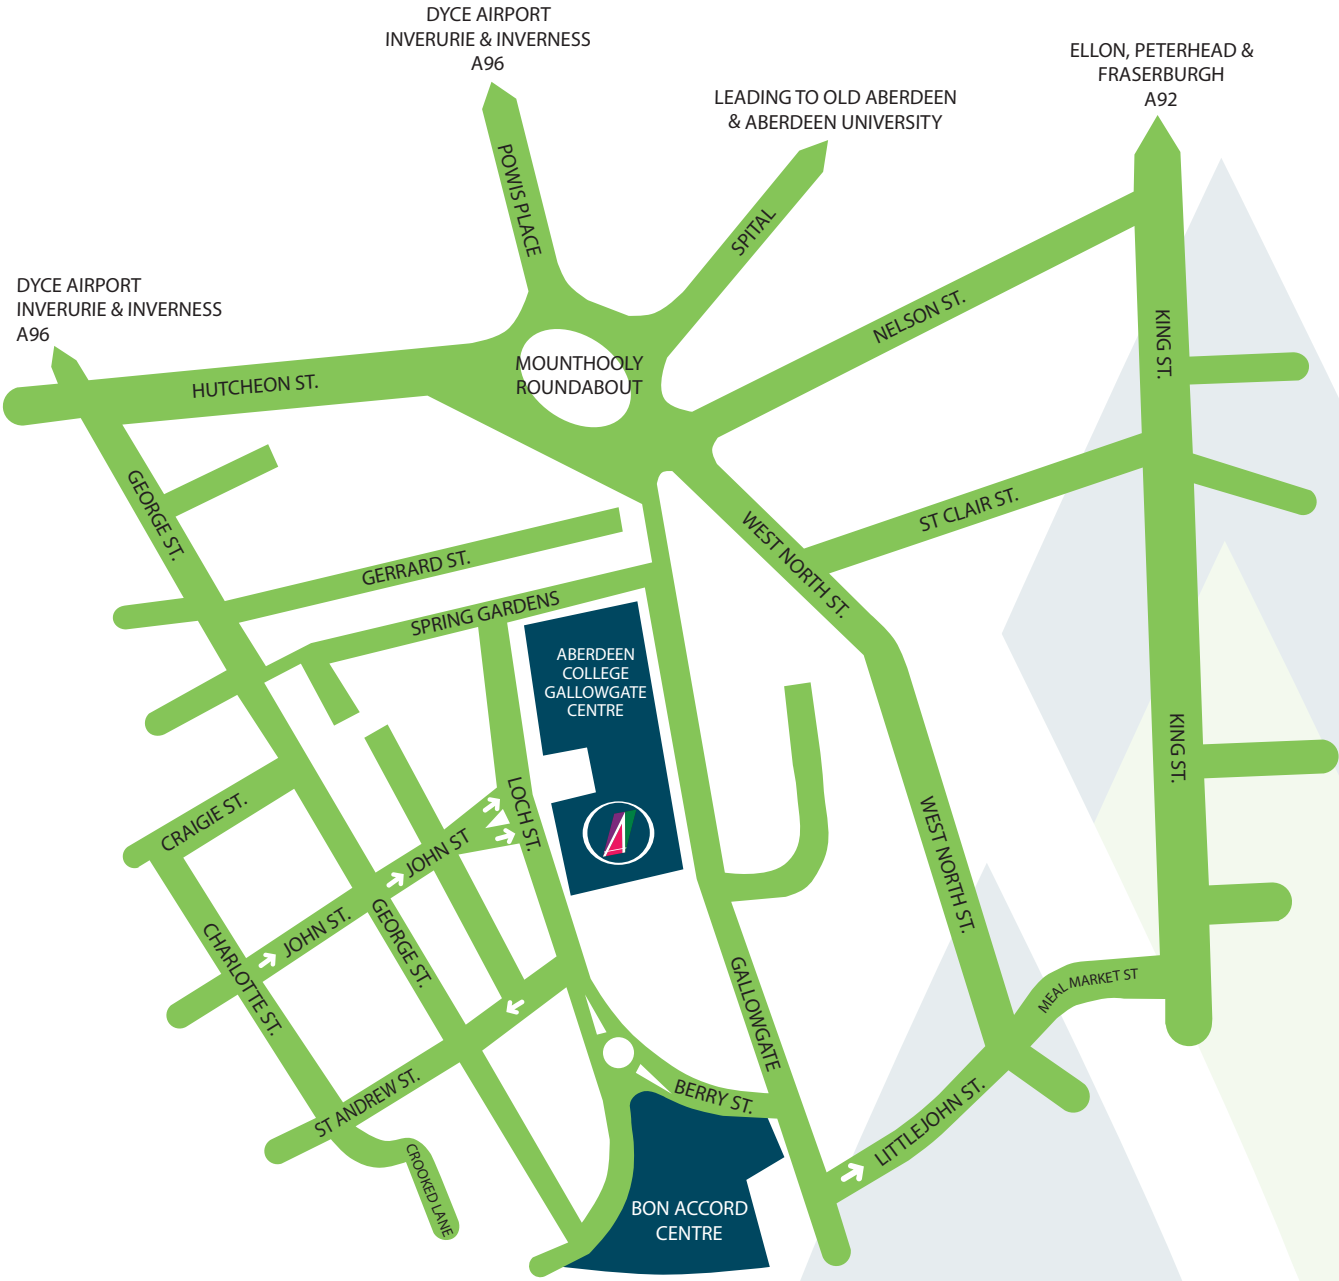 DYCE AIRPORT
INVERURIE & INVERNESS
A96
ELLON, PETERHEAD &
FRASERBURGH
A92
LEADING TO OLD ABERDEEN
& ABERDEEN UNIVERSITY
POWIS PLACE
SPITAL
DYCE AIRPORT
INVERURIE & INVERNESS
A96
NELSON ST.
KING ST.
MOUNTHOOLY
ROUNDABOUT
HUTCHEON ST.
GEORGE ST.
ST CLAIR ST.
WEST NORTH ST.
GERRARD ST.
SPRING GARDENS
ABERDEEN
COLLEGE
GALLOWGATE
CENTRE
KING ST.
LOCH ST.
CRAIGIE ST.
JOHN ST
WEST NORTH ST.
JOHN ST.
GEORGE ST.
CHARLOTTE ST.
GALLOWGATE
MEAL MARKET ST
BERRY ST.
ST ANDREW ST.
LITTLEJOHN ST.
CROOKED LANE
BON ACCORD
CENTRE